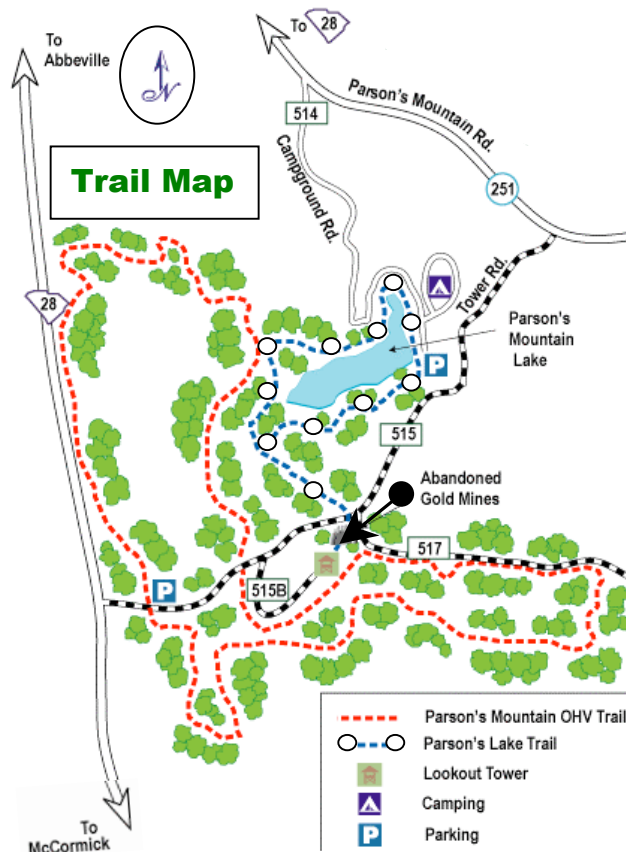 To
28
To
Abbeville
N
Parson's Mountain Rd.
514
Campground Rd.
Trail Map
251
Tower Rd.
28
Parson's
Mountain
Lake
P
515
Abandoned
Gold Mines
517
515B
P
Parson's Mountain OHV Trail
Parson's Lake Trail
Lookout Tower
Camping
P
Parking
To
McCormick